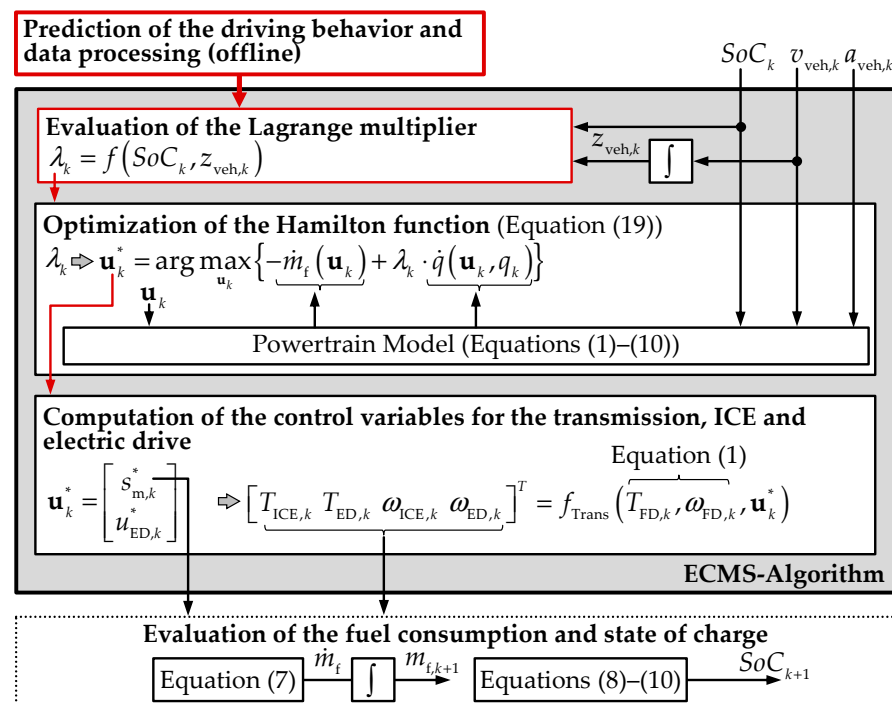 Prediction of the driving behavior and
data processing (offline)
SoC_k v_veh,k a_veh,k
Evaluation of the Lagrange multiplier
λ_k = f(SoC_k, z_veh,k)
z_veh,k
∫
Optimization of the Hamilton function (Equation (19))
λ_k ⇒ u*_k = arg max_{u_k} {−ṁ_f(u_k) + λ_k · q̇(u_k, q_k)}
u_k
Powertrain Model (Equations (1)–(10))
Computation of the control variables for the transmission, ICE and
electric drive
Equation (1)
u*_k = [s*_m,k u*_ED,k] ⇒ [T_ICE,k T_ED,k ω_ICE,k ω_ED,k]^T = f_Trans(T_FD,k, ω_FD,k, u*_k)
ECMS-Algorithm
Evaluation of the fuel consumption and state of charge
Equation (7) ṁ_f ∫ m_f,k+1 Equations (8)–(10) SoC_k+1